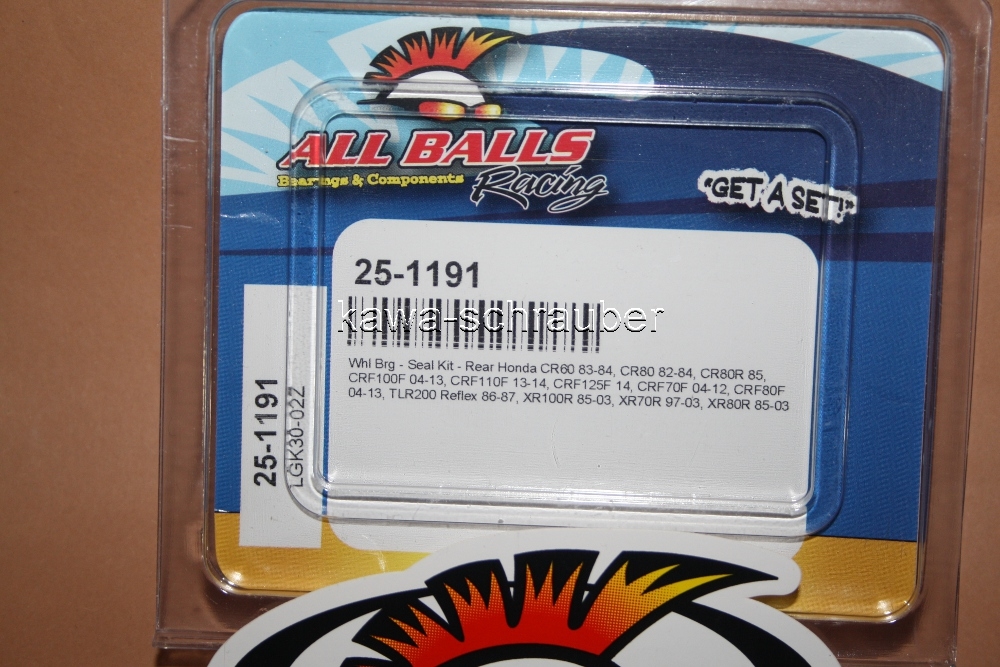 ALL BALLS
Bearings & Components
Racing
"GET A SET!"
25-1191
kawa-schrauber
Whl Brg - Seal Kit - Rear Honda CR60 83-84, CR80 82-84, CR80R 85,
CRF100F 04-13, CRF110F 13-14, CRF125F 14, CRF70F 04-12, CRF80F
04-13, TLR200 Reflex 86-87, XR100R 85-03, XR70R 97-03, XR80R 85-03
25-1191
LGK30-02Z